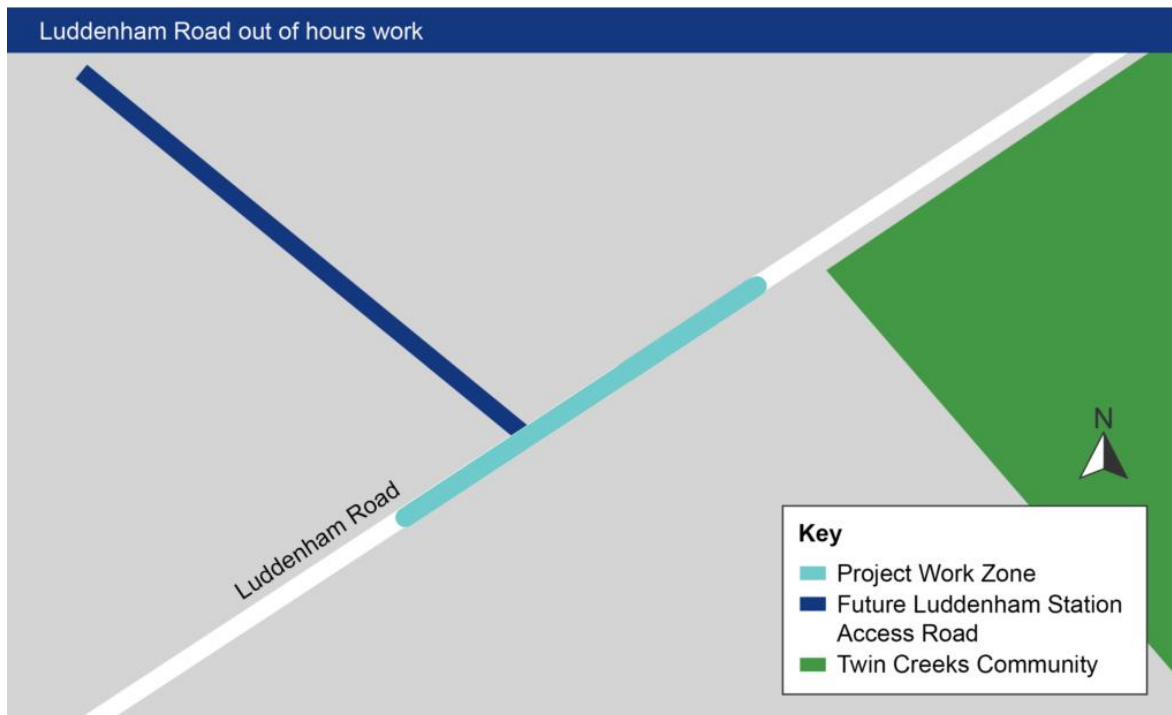 Luddenham Road out of hours work
Luddenham Road
N
Key
Project Work Zone
Future Luddenham Station
Access Road
Twin Creeks Community